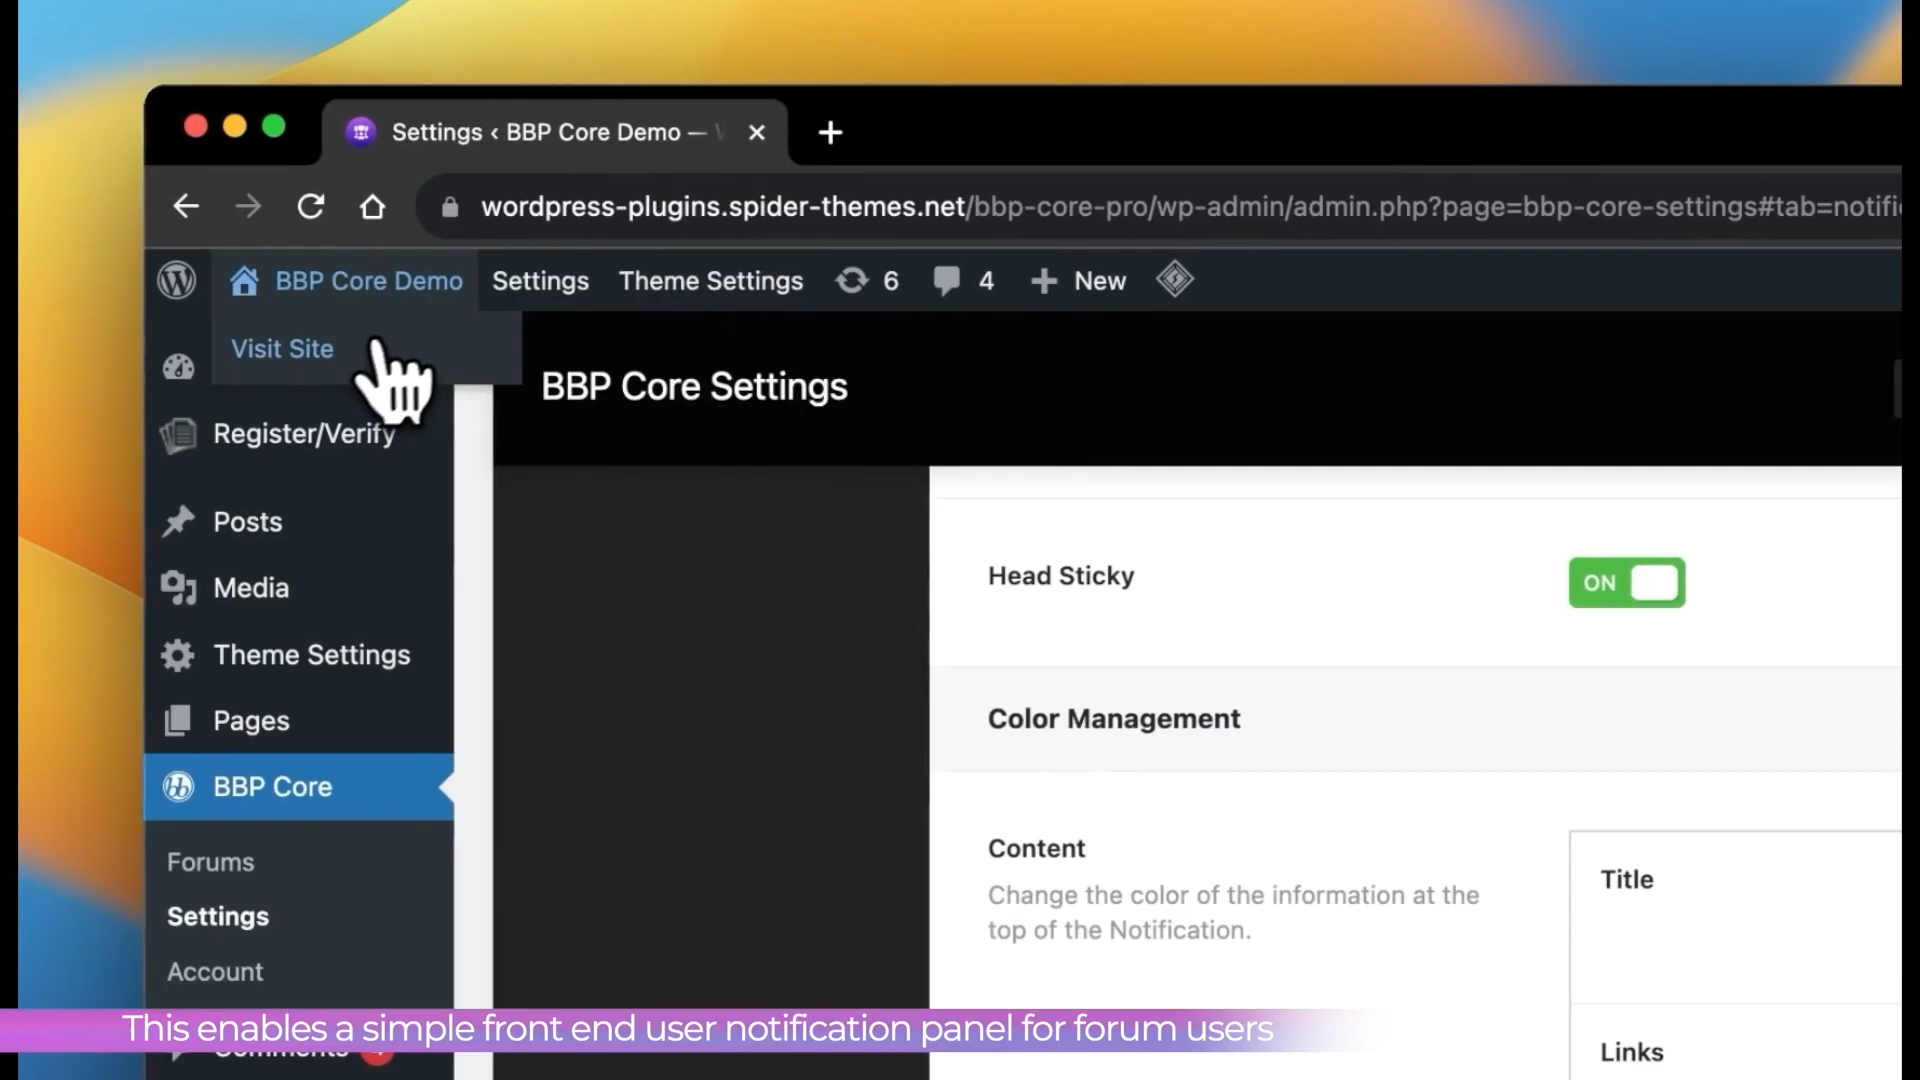 Settings ‹ BBP Core Demo —
wordpress-plugins.spider-themes.net/bbp-core-pro/wp-admin/admin.php?page=bbp-core-settings#tab=notifi
BBP Core Demo Settings Theme Settings 6 4 New
Visit Site
BBP Core Settings
Register/Verify
Posts
Media
Theme Settings
Pages
BBP Core
Forums
Settings
Account
Comments
Head Sticky
ON
Color Management
Content
Change the color of the information at the
top of the Notification.
Title
Links
This enables a simple front end user notification panel for forum users